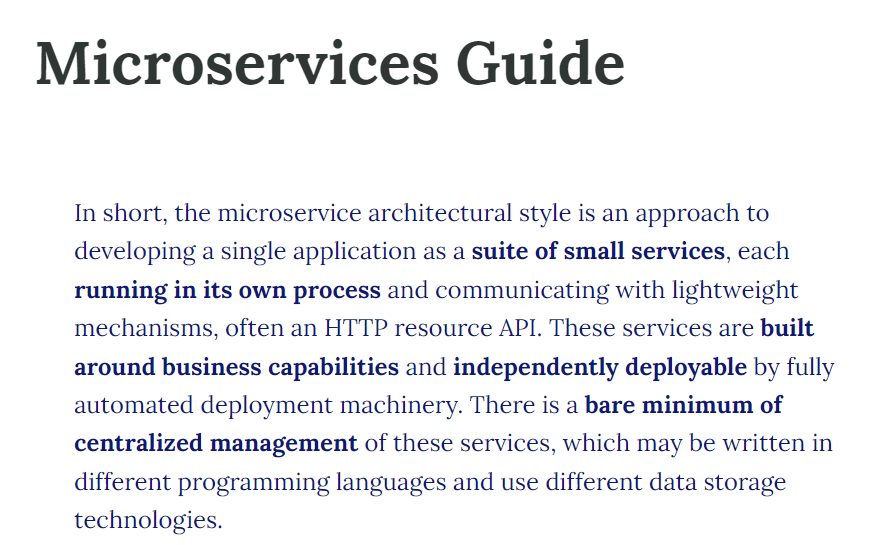 Microservices Guide
In short, the microservice architectural style is an approach to
developing a single application as a suite of small services, each
running in its own process and communicating with lightweight
mechanisms, often an HTTP resource API. These services are built
around business capabilities and independently deployable by fully
automated deployment machinery. There is a bare minimum of
centralized management of these services, which may be written in
different programming languages and use different data storage
technologies.